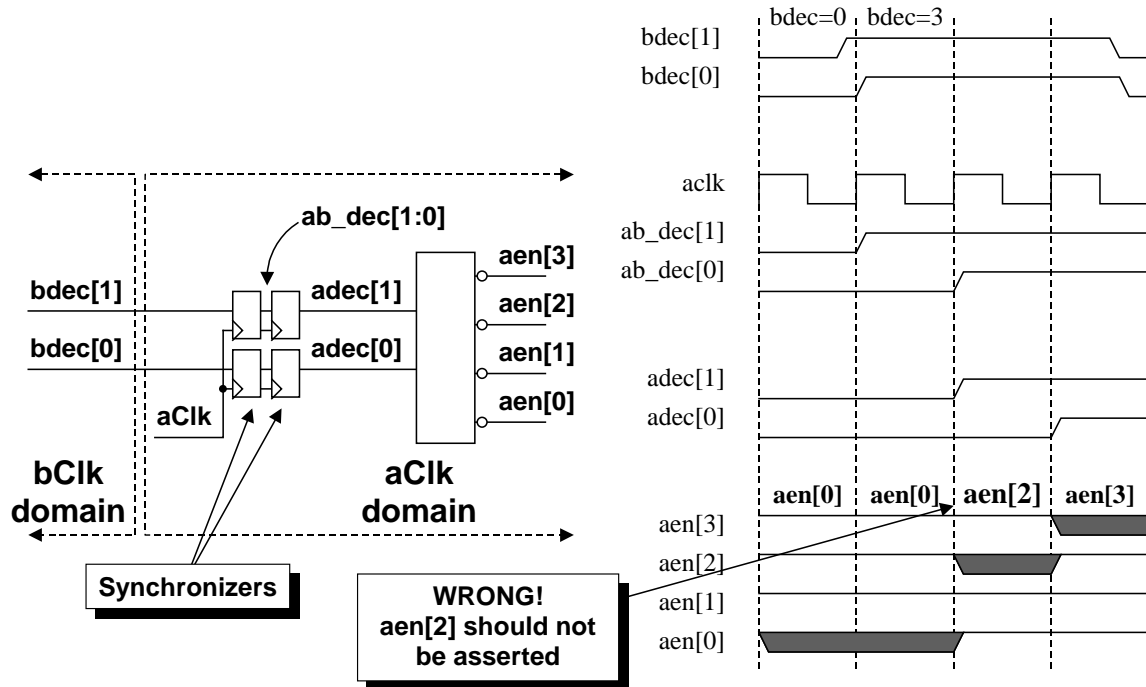 bdec=0 bdec=3
bdec[1]
bdec[0]
aclk
ab_dec[1]
ab_dec[0]
adec[1]
adec[0]
aen[0] aen[0] aen[2] aen[3]
aen[3]
aen[2]
aen[1]
aen[0]
ab_dec[1:0]
bdec[1] adec[1]
bdec[0] adec[0]
aen[3]
aen[2]
aen[1]
aen[0]
aClk
bClk
domain
aClk
domain
Synchronizers
WRONG!
aen[2] should not
be asserted